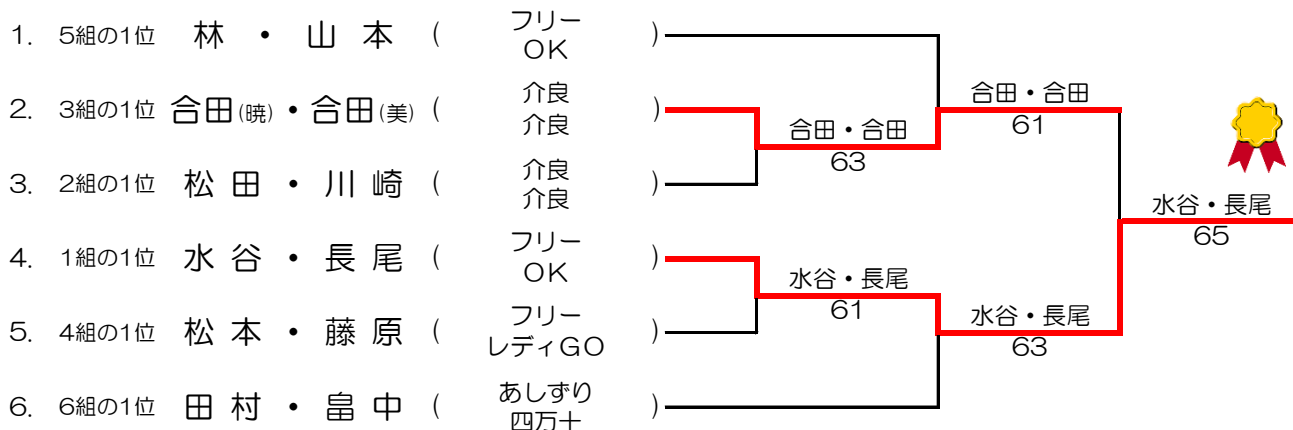 1. 5組の1位 林 ・ 山 本 ( フリー OK )
2. 3組の1位 合田(暁)・合田(美) ( 介良 介良 )
3. 2組の1位 松 田 ・ 川 崎 ( 介良 介良 )
4. 1組の1位 水 谷 ・ 長 尾 ( フリー OK )
5. 4組の1位 松 本 ・ 藤 原 ( フリー レディGO )
6. 6組の1位 田 村 ・ 畠 中 ( あしずり 四万十 )
合田・合田
63
水谷・長尾
61
合田・合田
61
水谷・長尾
63
水谷・長尾
65